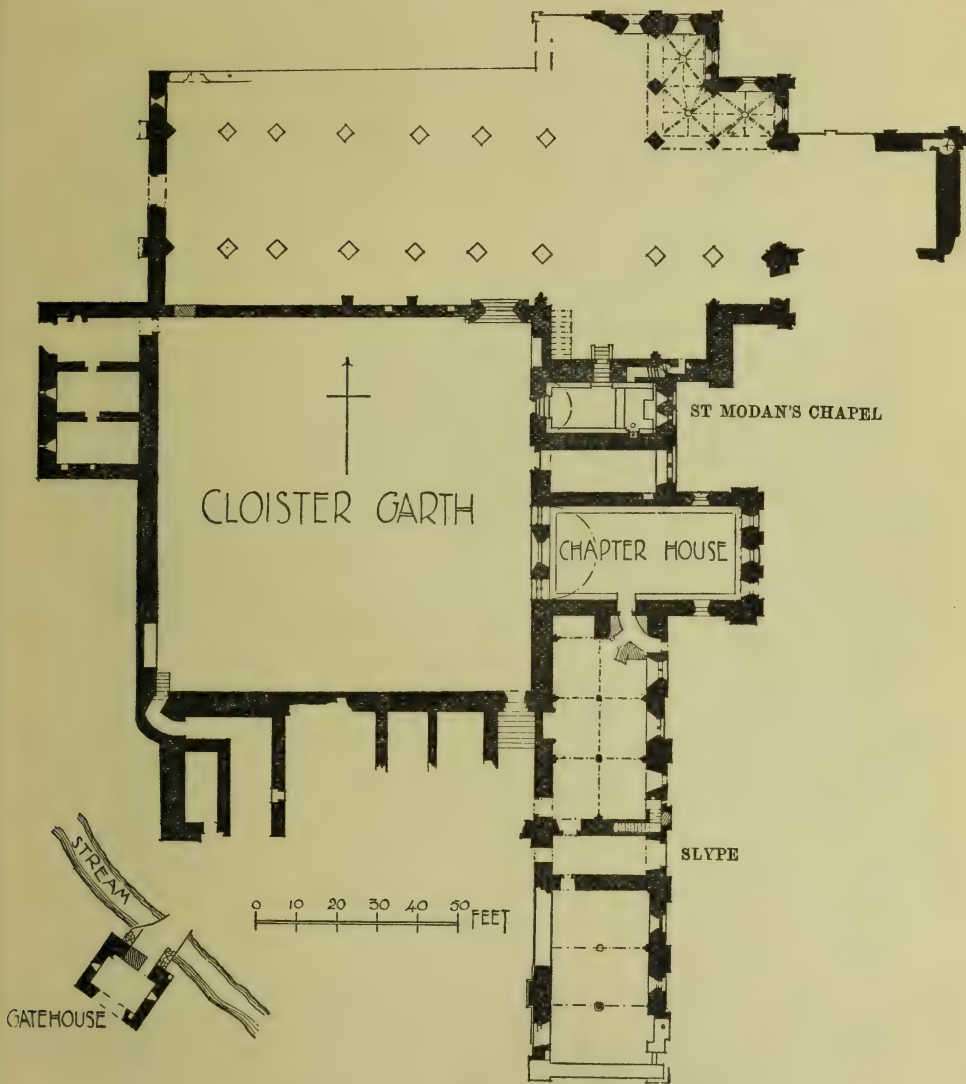 ST MODAN'S CHAPEL
CLOISTER GARTH
CHAPTER HOUSE
SLYPE
STREAM
0 10 20 30 40 50 FEET
GATEHOUSE